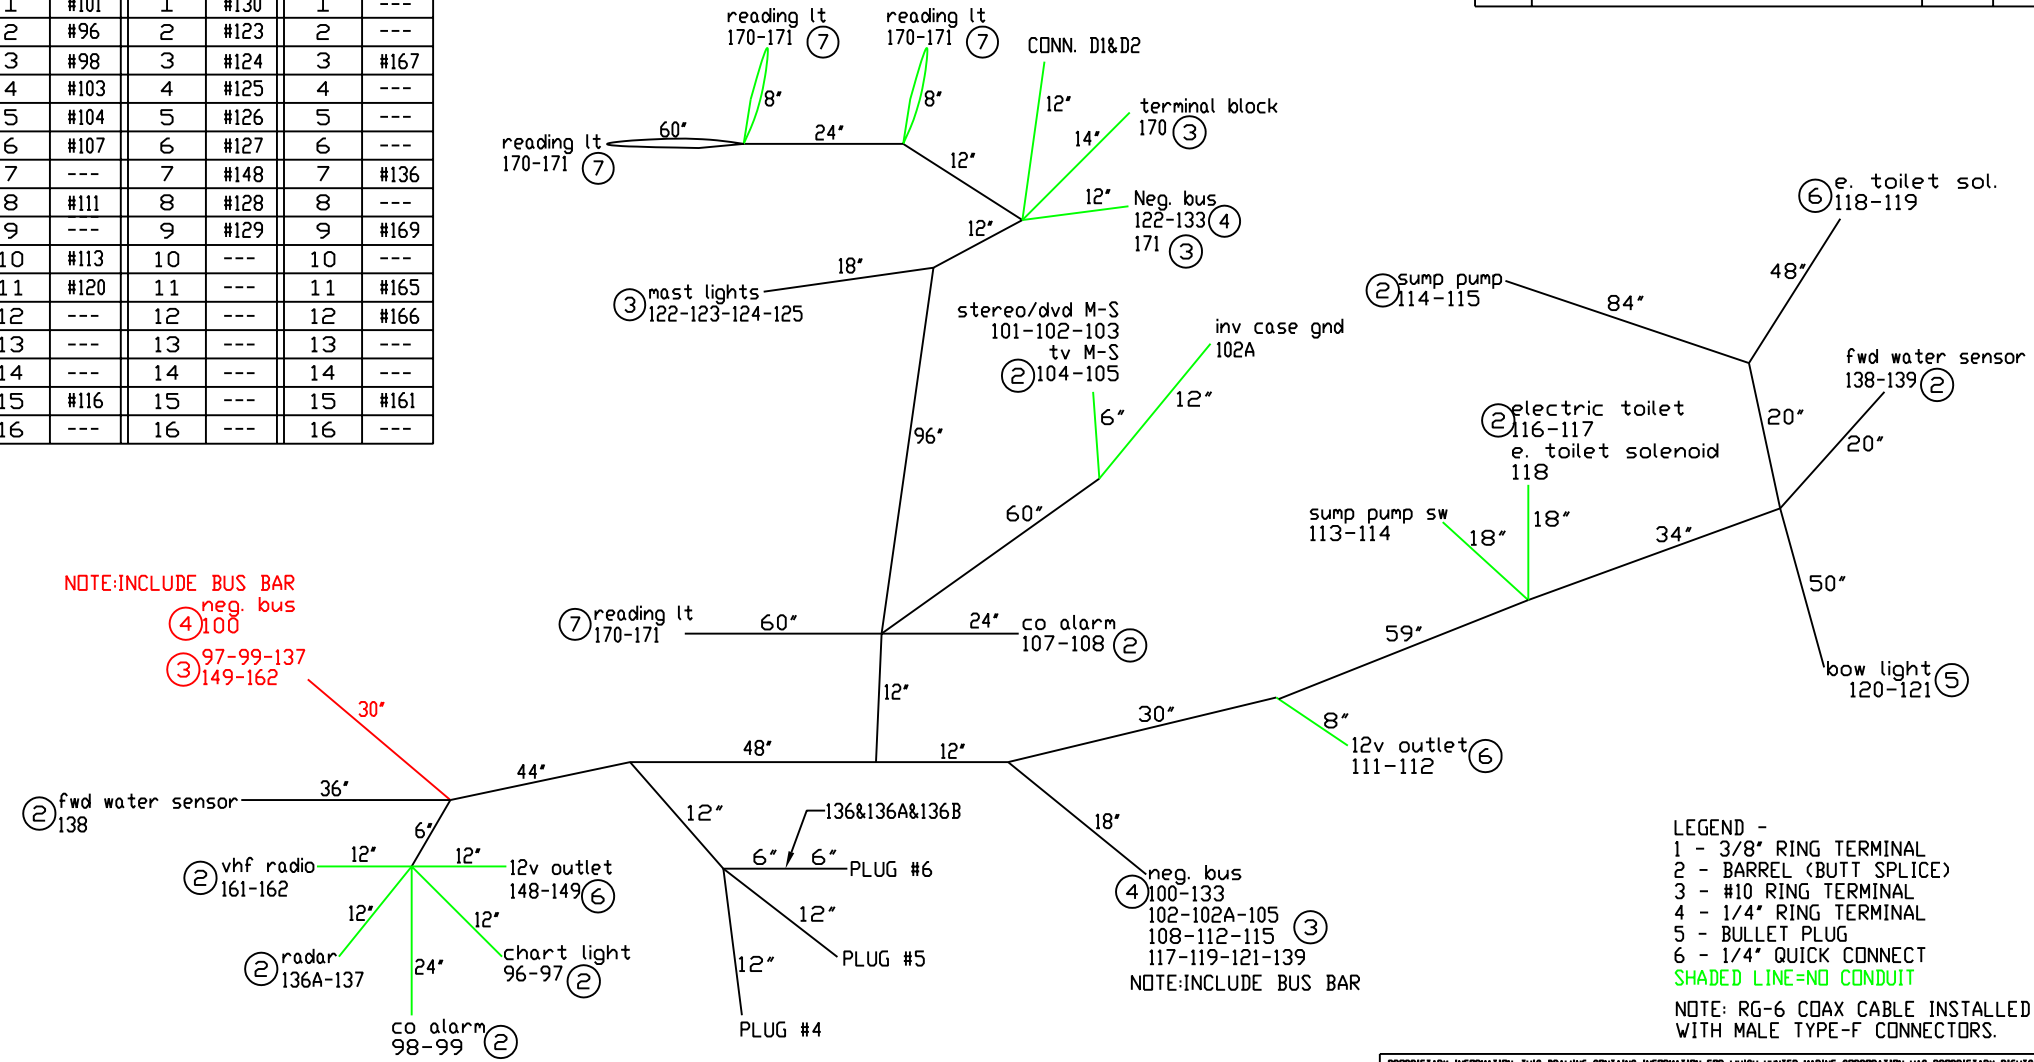 1 #101 1 #130 1 ---
2 #96 2 #123 2 ---
3 #98 3 #124 3 #167
4 #103 4 #125 4 ---
5 #104 5 #126 5 ---
6 #107 6 #127 6 ---
7 --- 7 #148 7 #136
8 #111 8 #128 8 ---
9 --- 9 #129 9 #169
10 #113 10 --- 10 ---
11 #120 11 --- 11 #165
12 --- 12 --- 12 #166
13 --- 13 --- 13 ---
14 --- 14 --- 14 ---
15 #116 15 --- 15 #161
16 --- 16 --- 16 ---
reading lt
170-171 7
8"
reading lt
170-171 7
8"
CONN. D1&D2
12"
terminal block
170 3
14"
reading lt
170-171 7
60"
24"
12"
12"
Neg. bus
122-133 4
171 3
12"
18"
3 mast lights
122-123-124-125
96"
stereo/dvd M-S
101-102-103
tv M-S
2 104-105
6"
inv case gnd
102A
12"
60"
6 e. toilet sol.
118-119
48"
2 sump pump
114-115
84"
fwd water sensor
138-139 2
20"
20"
2 electric toilet
116-117
e. toilet solenoid
118
18"
sump pump sw
113-114
18"
34"
50"
bow light 5
120-121
59"
NOTE:INCLUDE BUS BAR
neg. bus
4 100
3 97-99-137
149-162
30"
7 reading lt
170-171
60"
24"
co alarm
107-108 2
12"
30"
8"
12v outlet 6
111-112
48"
12"
44"
36"
2 fwd water sensor
138
6"
12"
12"
2 vhf radio
161-162
12v outlet
148-149 6
12"
12"
2 radar
136A-137
24"
chart light
96-97 2
co alarm
98-99 2
12"
136&136A&136B
6" 6"
PLUG #6
12"
PLUG #5
12"
PLUG #4
18"
neg. bus
4 100-133
102-102A-105
108-112-115 3
117-119-121-139
NOTE:INCLUDE BUS BAR
LEGEND -
1 - 3/8" RING TERMINAL
2 - BARREL (BUTT SPLICE)
3 - #10 RING TERMINAL
4 - 1/4" RING TERMINAL
5 - BULLET PLUG
6 - 1/4" QUICK CONNECT
SHADED LINE=NO CONDUIT
NOTE: RG-6 COAX CABLE INSTALLED
WITH MALE TYPE-F CONNECTORS.